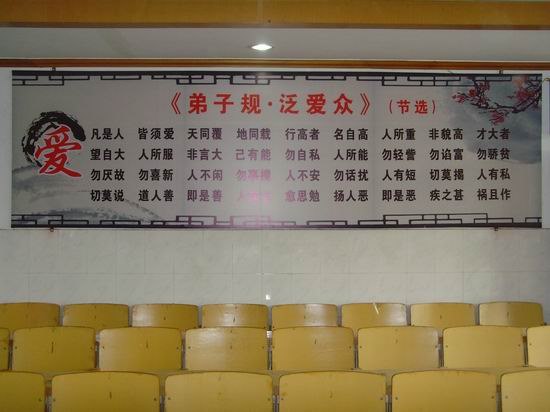 爱
《弟子规·泛爱众》(节选)
凡是人 皆须爱 天同覆 地同载 行高者 名自高 人所重 非貌高 才大者
望自大 人所服 非言大 己有能 勿自私 人所能 勿轻訾 勿谄富 勿骄贫
勿厌故 勿喜新 人不闲 勿事搅 人不安 勿话扰 人有短 切莫揭 人有私
切莫说 道人善 即是善 人 愈思勉 扬人恶 即是恶 疾之甚 祸且作